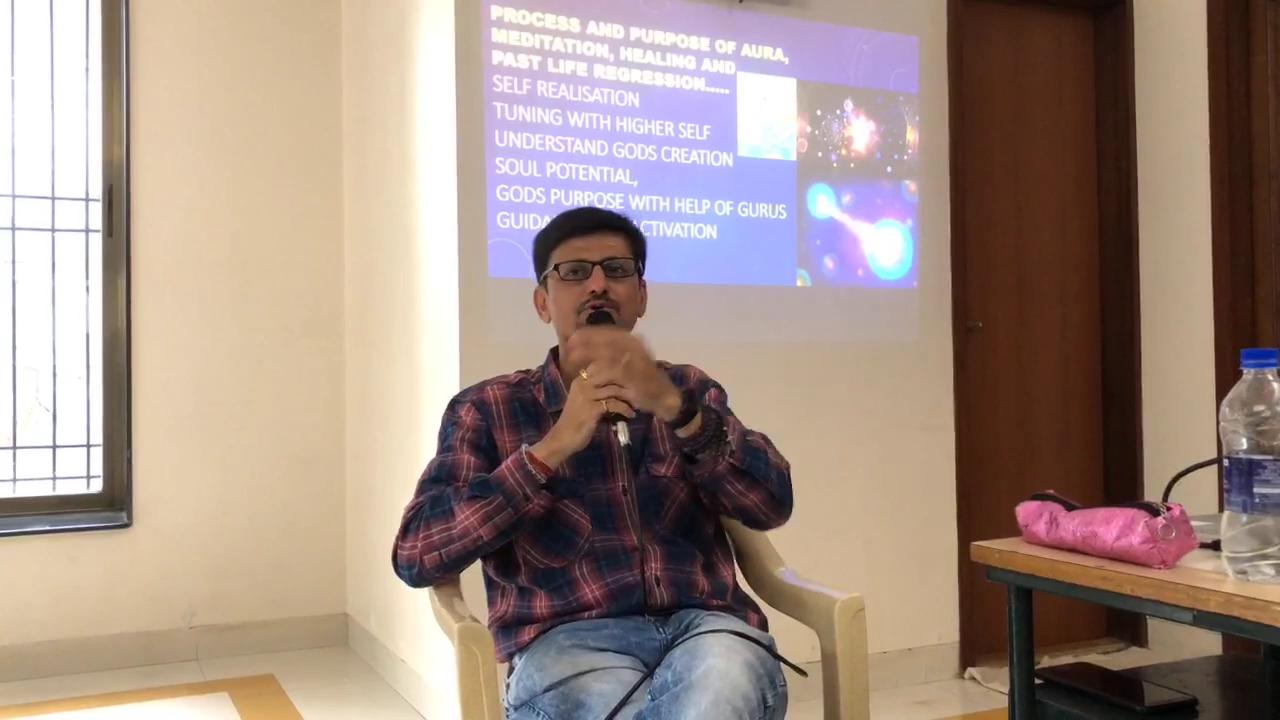 PROCESS AND PURPOSE OF AURA,
MEDITATION, HEALING AND
PAST LIFE REGRESSION.....
SELF REALISATION
TUNING WITH HIGHER SELF
UNDERSTAND GODS CREATION
SOUL POTENTIAL,
GODS PURPOSE WITH HELP OF GURUS
ACTIVATION